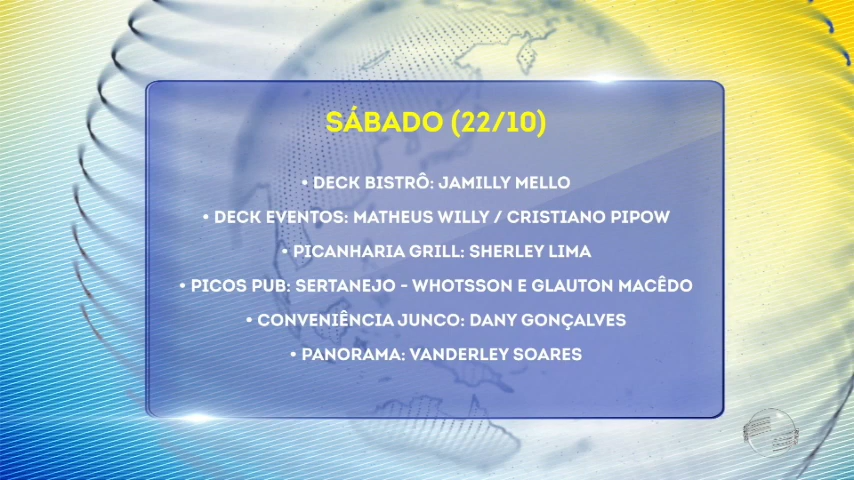 SÁBADO (22/10)
• DECK BISTRÔ: JAMILLY MELLO
• DECK EVENTOS: MATHEUS WILLY / CRISTIANO PIPOW
• PICANHARIA GRILL: SHERLEY LIMA
• PICOS PUB: SERTANEJO - WHOTSSON E GLAUTON MACÊDO
• CONVENIÊNCIA JUNCO: DANY GONÇALVES
• PANORAMA: VANDERLEY SOARES